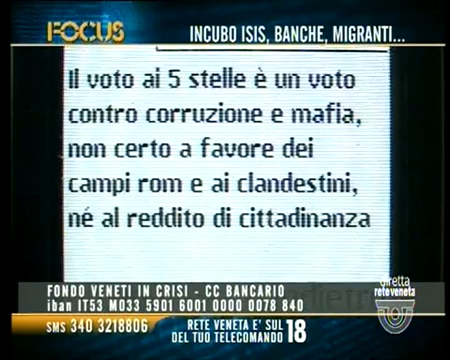 FOCUS
INCUBO ISIS, BANCHE, MIGRANTI...
Il voto ai 5 stelle è un voto
contro corruzione e mafia,
non certo a favore dei
campi rom e ai clandestini,
né al reddito di cittadinanza
FONDO VENETI IN CRISI - CC BANCARIO
iban IT53 M033 5901 6001 0000 0078 840
diretta
reteveneta
SMS 340 3218806
RETE VENETA E' SUL
DEL TUO TELECOMANDO 18